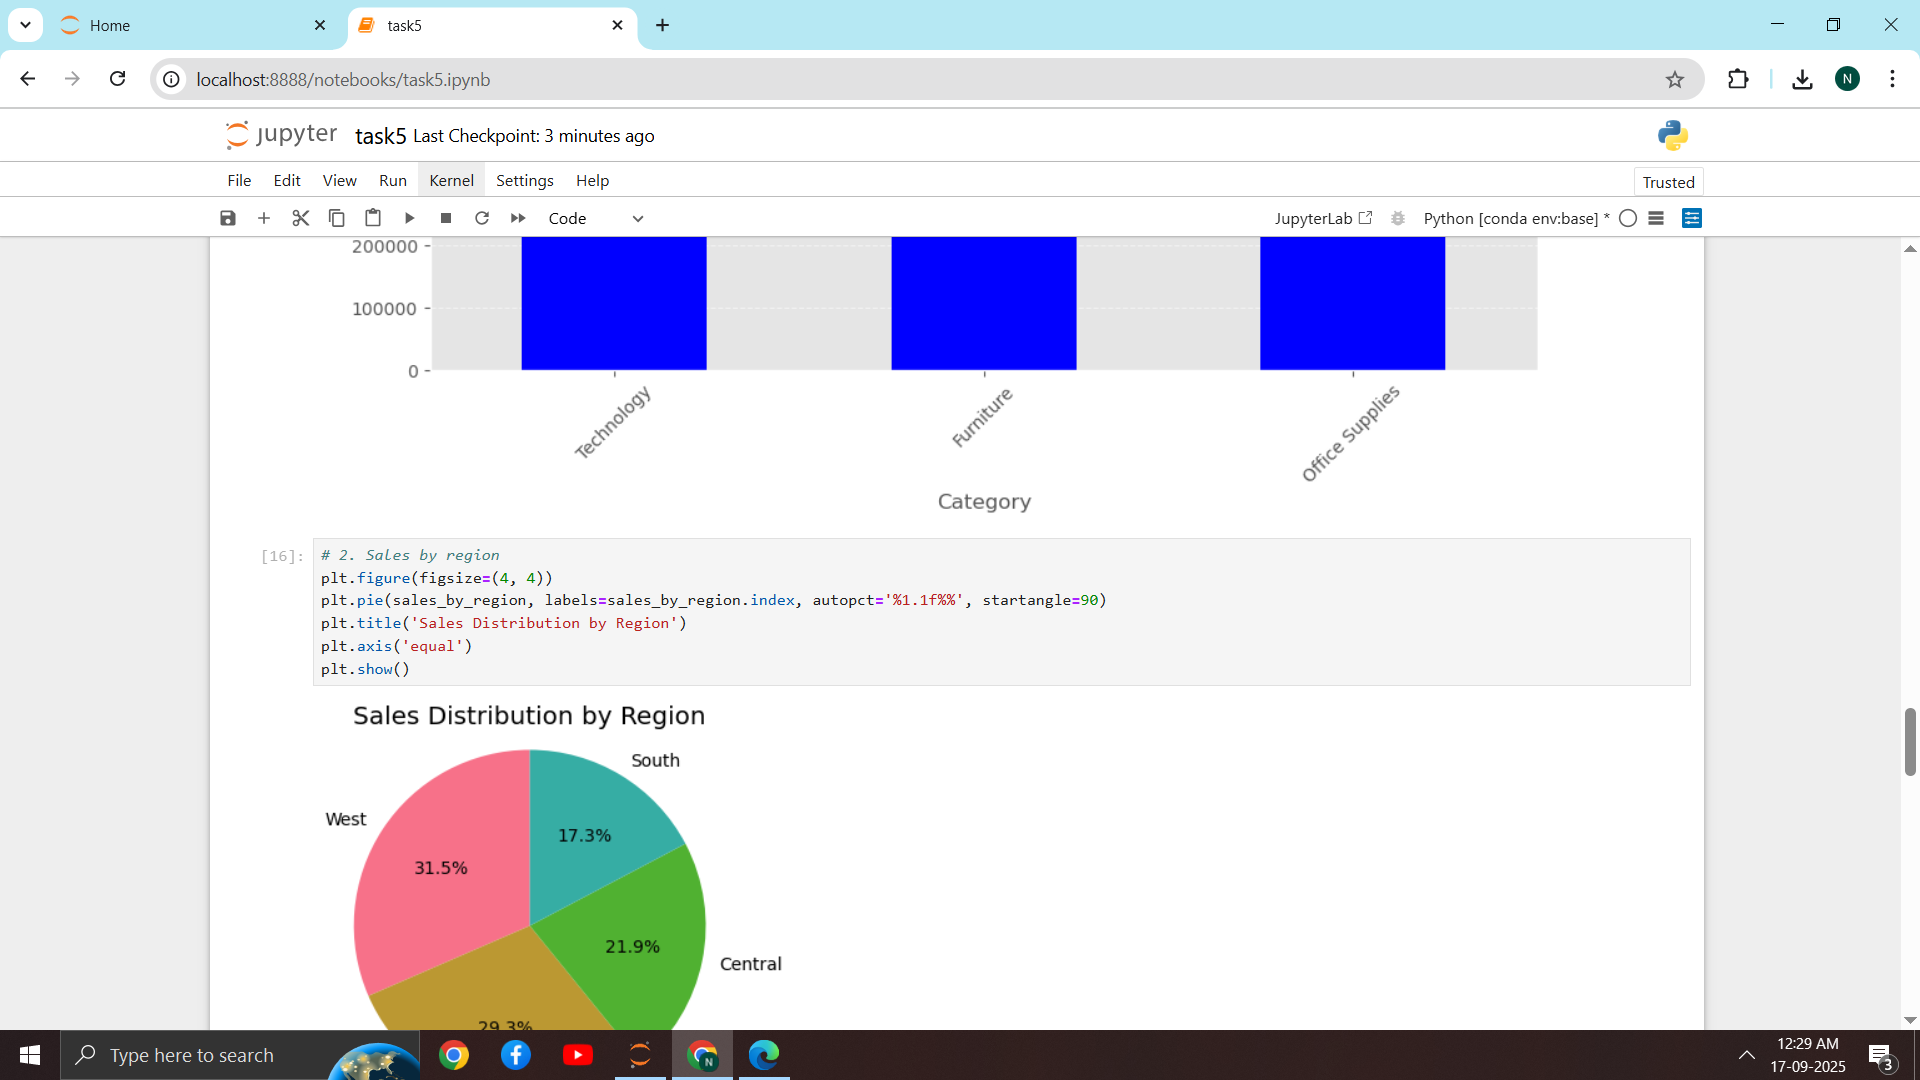 Home
task5
localhost:8888/notebooks/task5.ipynb
N
jupyter task5 Last Checkpoint: 3 minutes ago
File Edit View Run Kernel Settings Help
Trusted
Code
JupyterLab
Python [conda env:base] *
200000
100000
0
Technology
Furniture
Office Supplies
Category
[16]:
# 2. Sales by region
plt.figure(figsize=(4, 4))
plt.pie(sales_by_region, labels=sales_by_region.index, autopct='%1.1f%%', startangle=90)
plt.title('Sales Distribution by Region')
plt.axis('equal')
plt.show()
Sales Distribution by Region
South
West
17.3%
31.5%
21.9%
Central
29.3%
Type here to search
N
12:29 AM
17-09-2025
3